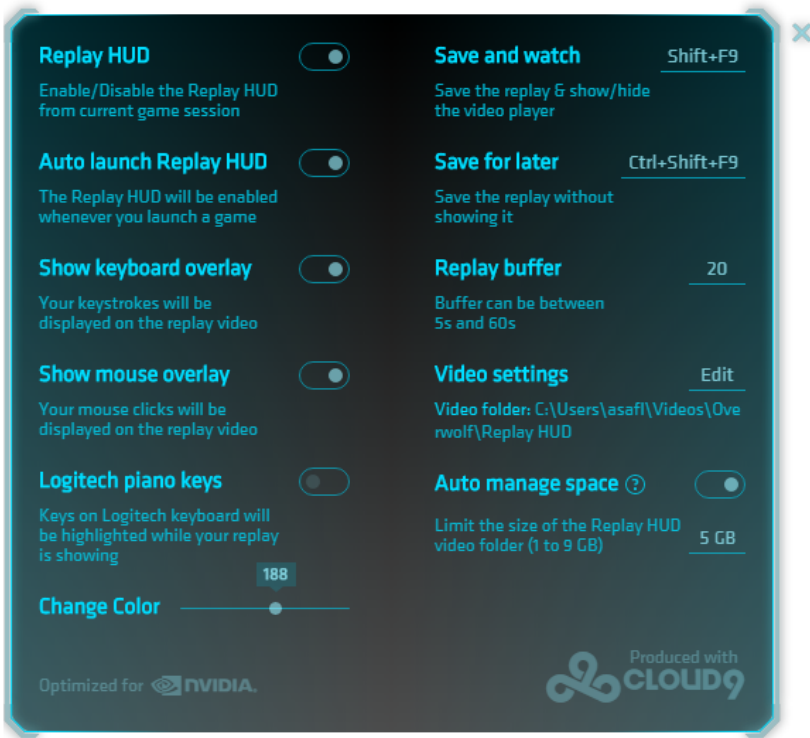 Replay HUD
Enable/Disable the Replay HUD
from current game session
Auto launch Replay HUD
The Replay HUD will be enabled
whenever you launch a game
Show keyboard overlay
Your keystrokes will be
displayed on the replay video
Show mouse overlay
Your mouse clicks will be
displayed on the replay video
Logitech piano keys
Keys on Logitech keyboard will
be highlighted while your replay
is showing
188
Change Color
Optimized for NVIDIA.
Save and watch Shift+F9
Save the replay & show/hide
the video player
Save for later Ctrl+Shift+F9
Save the replay without
showing it
Replay buffer 20
Buffer can be between
5s and 60s
Video settings Edit
Video folder: C:\Users\asafl\Videos\Ove
rwolf\Replay HUD
Auto manage space ?
Limit the size of the Replay HUD
video folder (1 to 9 GB) 5 GB
Produced with
CLOUD9